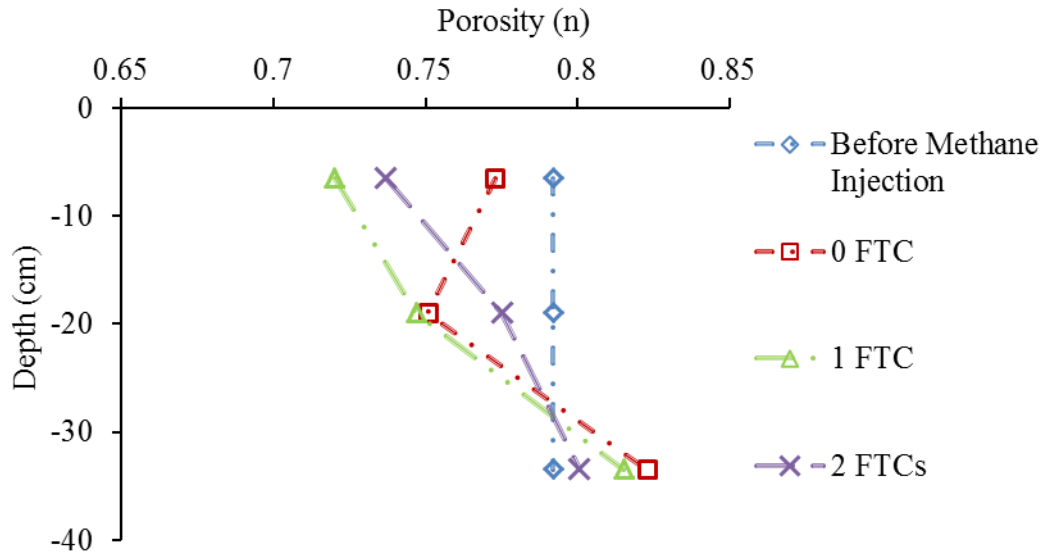 Porosity (n)
0.65 0.7 0.75 0.8 0.85
0
-10
-20
-30
-40
Depth (cm)
Before Methane
Injection
0 FTC
1 FTC
2 FTCs